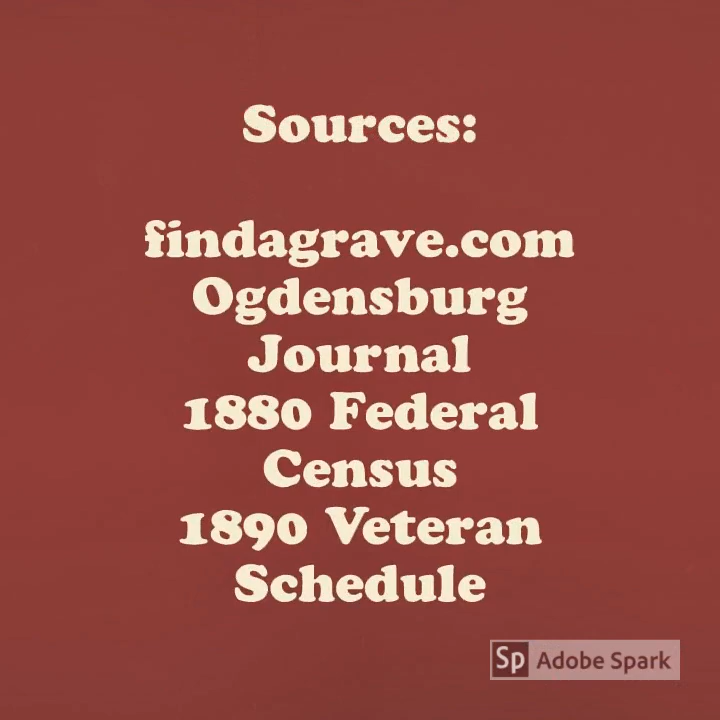 Sources:
findagrave.com
Ogdensburg
Journal
1880 Federal
Census
1890 Veteran
Schedule
Sp Adobe Spark